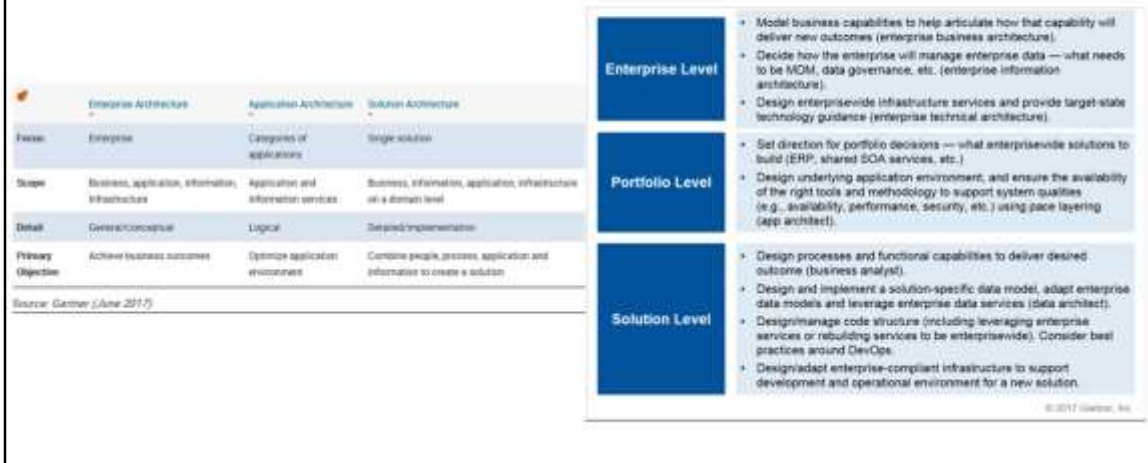 Enterprise Architecture Application Architecture Solution Architecture
Focus Enterprise Categories of Single solution
applications
Scope Business, application, information, Application and Business, information, application, infrastructure
infrastructure information services on a domain level
Detail General/conceptual Logical Detailed/implementation
Primary Achieve business outcomes Optimize application Combine people, process, application and
Objective environment information to create a solution
Source: Gartner (June 2017)
Enterprise Level
• Model business capabilities to help articulate how that capability will
deliver new outcomes (enterprise business architecture).
• Decide how the enterprise will manage enterprise data — what needs
to be MDM, data governance, etc. (enterprise information
architecture).
• Design enterprisewide infrastructure services and provide target-state
technology guidance (enterprise technical architecture).
Portfolio Level
• Set direction for portfolio decisions — what enterprisewide solutions to
build (ERP, shared SOA services, etc.)
• Design underlying application environment, and ensure the availability
of the right tools and methodology to support system qualities
(e.g., availability, performance, security, etc.) using pace layering
(app architect).
Solution Level
• Design processes and functional capabilities to deliver desired
outcome (business analyst).
• Design and implement a solution-specific data model, adapt enterprise
data models and leverage enterprise data services (data architect).
• Design/manage code structure (including leveraging enterprise
services or rebuilding services to be enterprisewide). Consider best
practices around DevOps.
• Design/adapt enterprise-compliant infrastructure to support
development and operational environment for a new solution.
© 2017 Gartner, Inc.